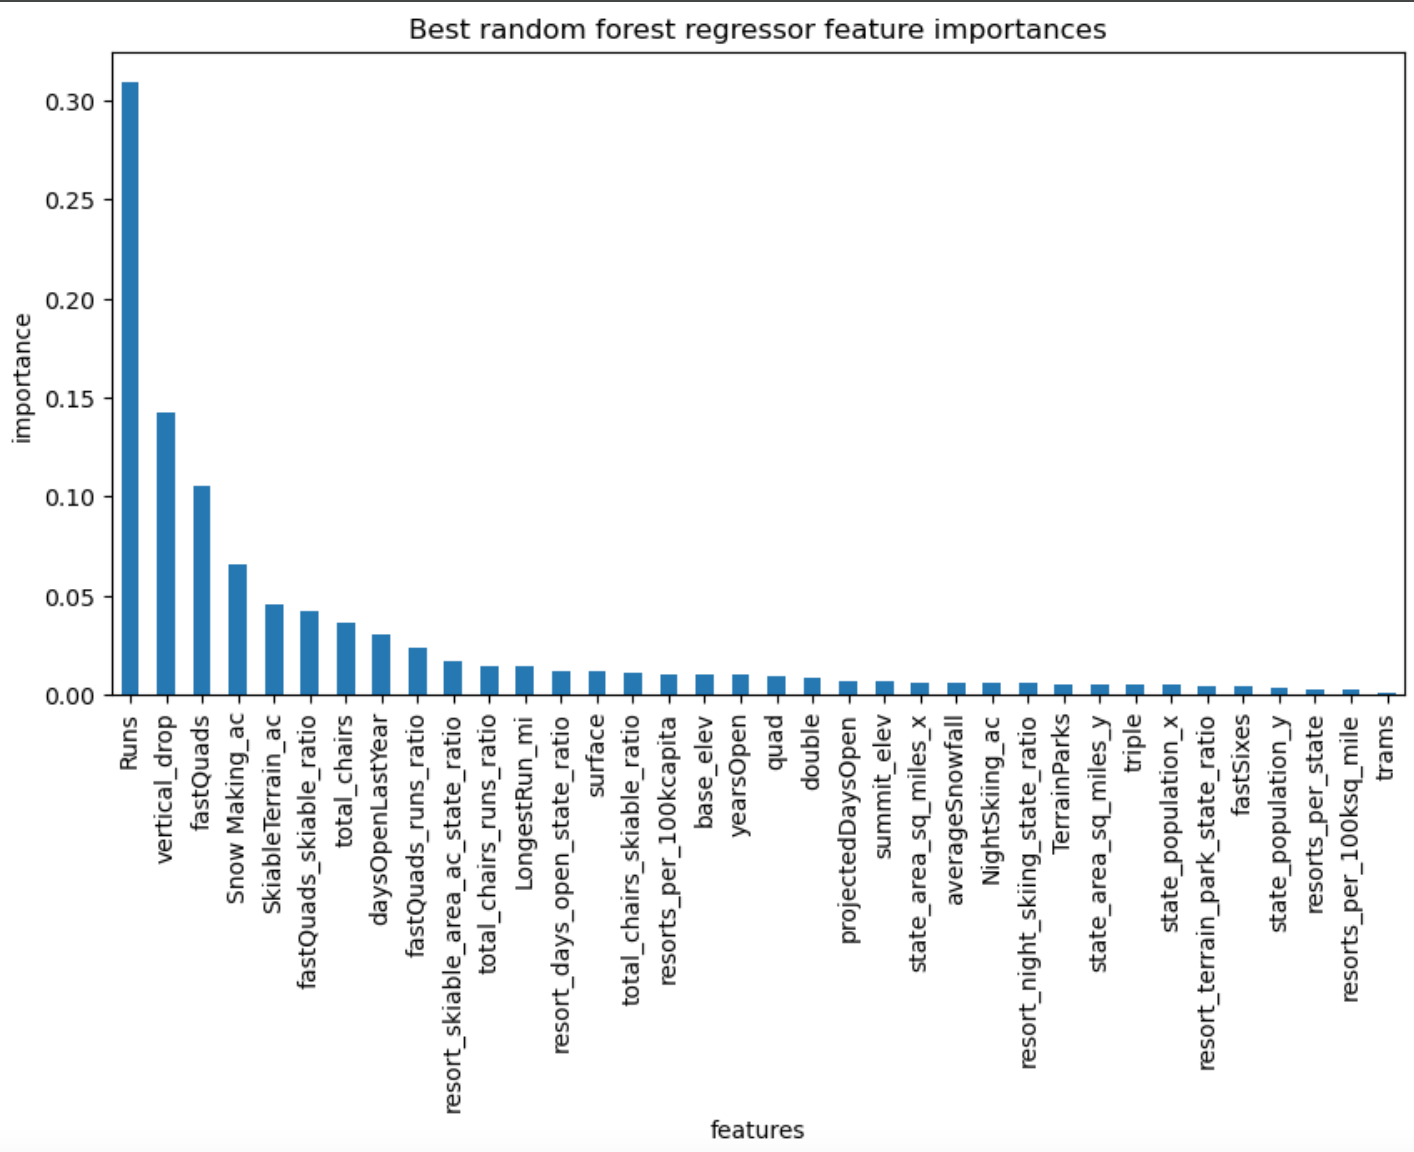 Best random forest regressor feature importances
0.30
0.25
0.20
0.15
0.10
0.05
0.00
importance
Runs
vertical_drop
fastQuads
Snow Making_ac
SkiableTerrain_ac
fastQuads_skiable_ratio
total_chairs
daysOpenLastYear
fastQuads_runs_ratio
resort_skiable_area_ac_state_ratio
total_chairs_runs_ratio
LongestRun_mi
resort_days_open_state_ratio
surface
total_chairs_skiable_ratio
resorts_per_100kcapita
base_elev
yearsOpen
quad
double
projectedDaysOpen
summit_elev
state_area_sq_miles_x
averageSnowfall
NightSkiing_ac
resort_night_skiing_state_ratio
TerrainParks
state_area_sq_miles_y
triple
state_population_x
resort_terrain_park_state_ratio
fastSixes
state_population_y
resorts_per_state
resorts_per_100ksq_mile
trams
features